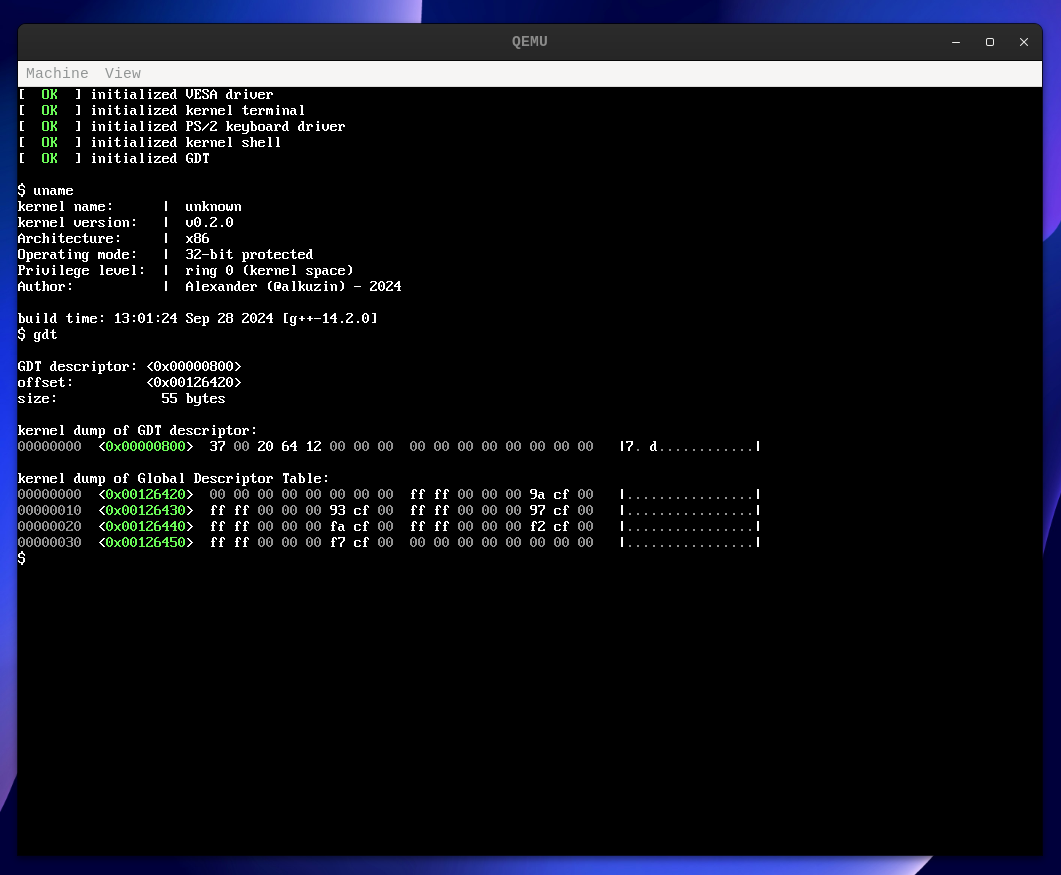 QEMU
Machine View
[ OK ] initialized VESA driver
[ OK ] initialized kernel terminal
[ OK ] initialized PS/2 keyboard driver
[ OK ] initialized kernel shell
[ OK ] initialized GDT
$ uname
kernel name: | unknown
kernel version: | v0.2.0
Architecture: | x86
Operating mode: | 32-bit protected
Privilege level: | ring 0 (kernel space)
Author: | Alexander (@alkuzin) - 2024
build time: 13:01:24 Sep 28 2024 [g++-14.2.0]
$ gdt
GDT descriptor: <0x00000800>
offset: <0x00126420>
size: 55 bytes
kernel dump of GDT descriptor:
00000000 <0x00000800> 37 00 20 64 12 00 00 00 00 00 00 00 00 00 00 00 |7. d............|
kernel dump of Global Descriptor Table:
00000000 <0x00126420> 00 00 00 00 00 00 00 00 ff ff 00 00 00 9a cf 00 |................|
00000010 <0x00126430> ff ff 00 00 00 93 cf 00 ff ff 00 00 00 97 cf 00 |................|
00000020 <0x00126440> ff ff 00 00 00 fa cf 00 ff ff 00 00 00 f2 cf 00 |................|
00000030 <0x00126450> ff ff 00 00 00 f7 cf 00 00 00 00 00 00 00 00 00 |................|
$